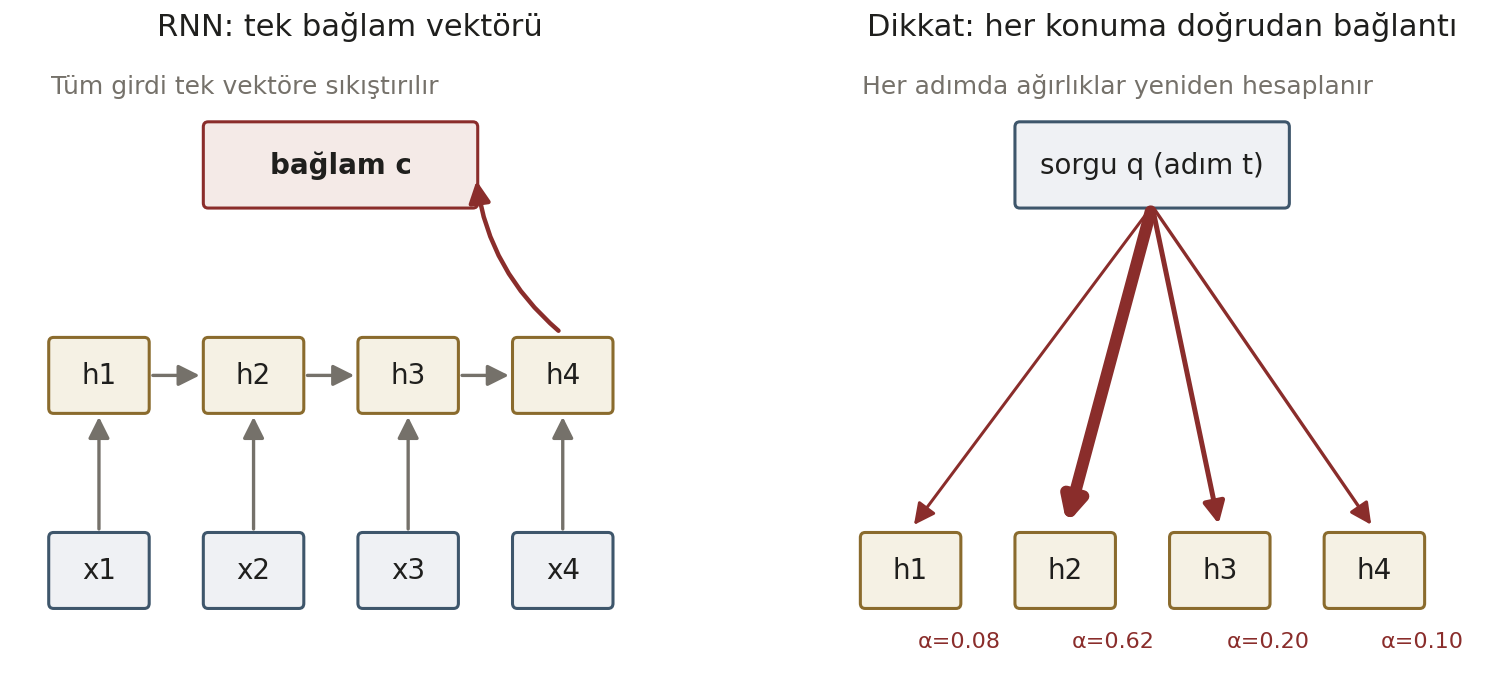 RNN: tek bağlam vektörü
Tüm girdi tek vektöre sıkıştırılır
bağlam c
h1 h2 h3 h4
x1 x2 x3 x4
Dikkat: her konuma doğrudan bağlantı
Her adımda ağırlıklar yeniden hesaplanır
sorgu q (adım t)
h1 h2 h3 h4
α=0.08 α=0.62 α=0.20 α=0.10